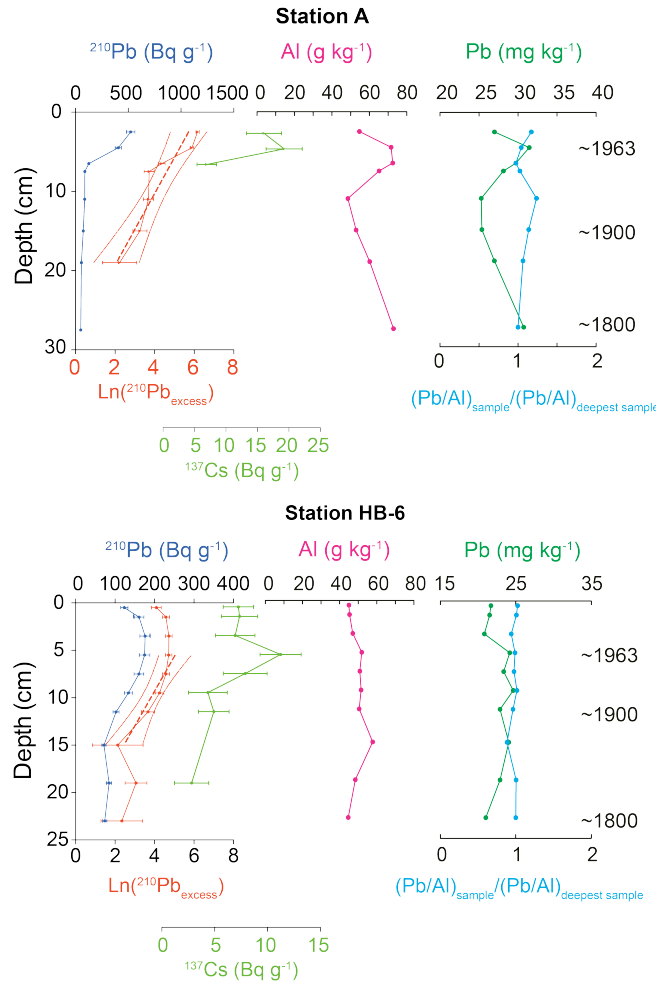 Station A
²¹⁰Pb (Bq g⁻¹) Al (g kg⁻¹) Pb (mg kg⁻¹)
0 500 1000 1500 0 20 40 60 80 20 25 30 35 40
0
10
20
30
Depth (cm)
~1963
~1900
~1800
0 2 4 6 8 0 1 2
Ln(²¹⁰Pbexcess) (Pb/Al)sample/(Pb/Al)deepest sample
0 5 10 15 20 25
¹³⁷Cs (Bq g⁻¹)
Station HB-6
²¹⁰Pb (Bq g⁻¹) Al (g kg⁻¹) Pb (mg kg⁻¹)
0 100 200 300 400 0 20 40 60 80 15 25 35
0
5
10
15
20
25
Depth (cm)
~1963
~1900
~1800
0 2 4 6 8 0 1 2
Ln(²¹⁰Pbexcess) (Pb/Al)sample/(Pb/Al)deepest sample
0 5 10 15
¹³⁷Cs (Bq g⁻¹)